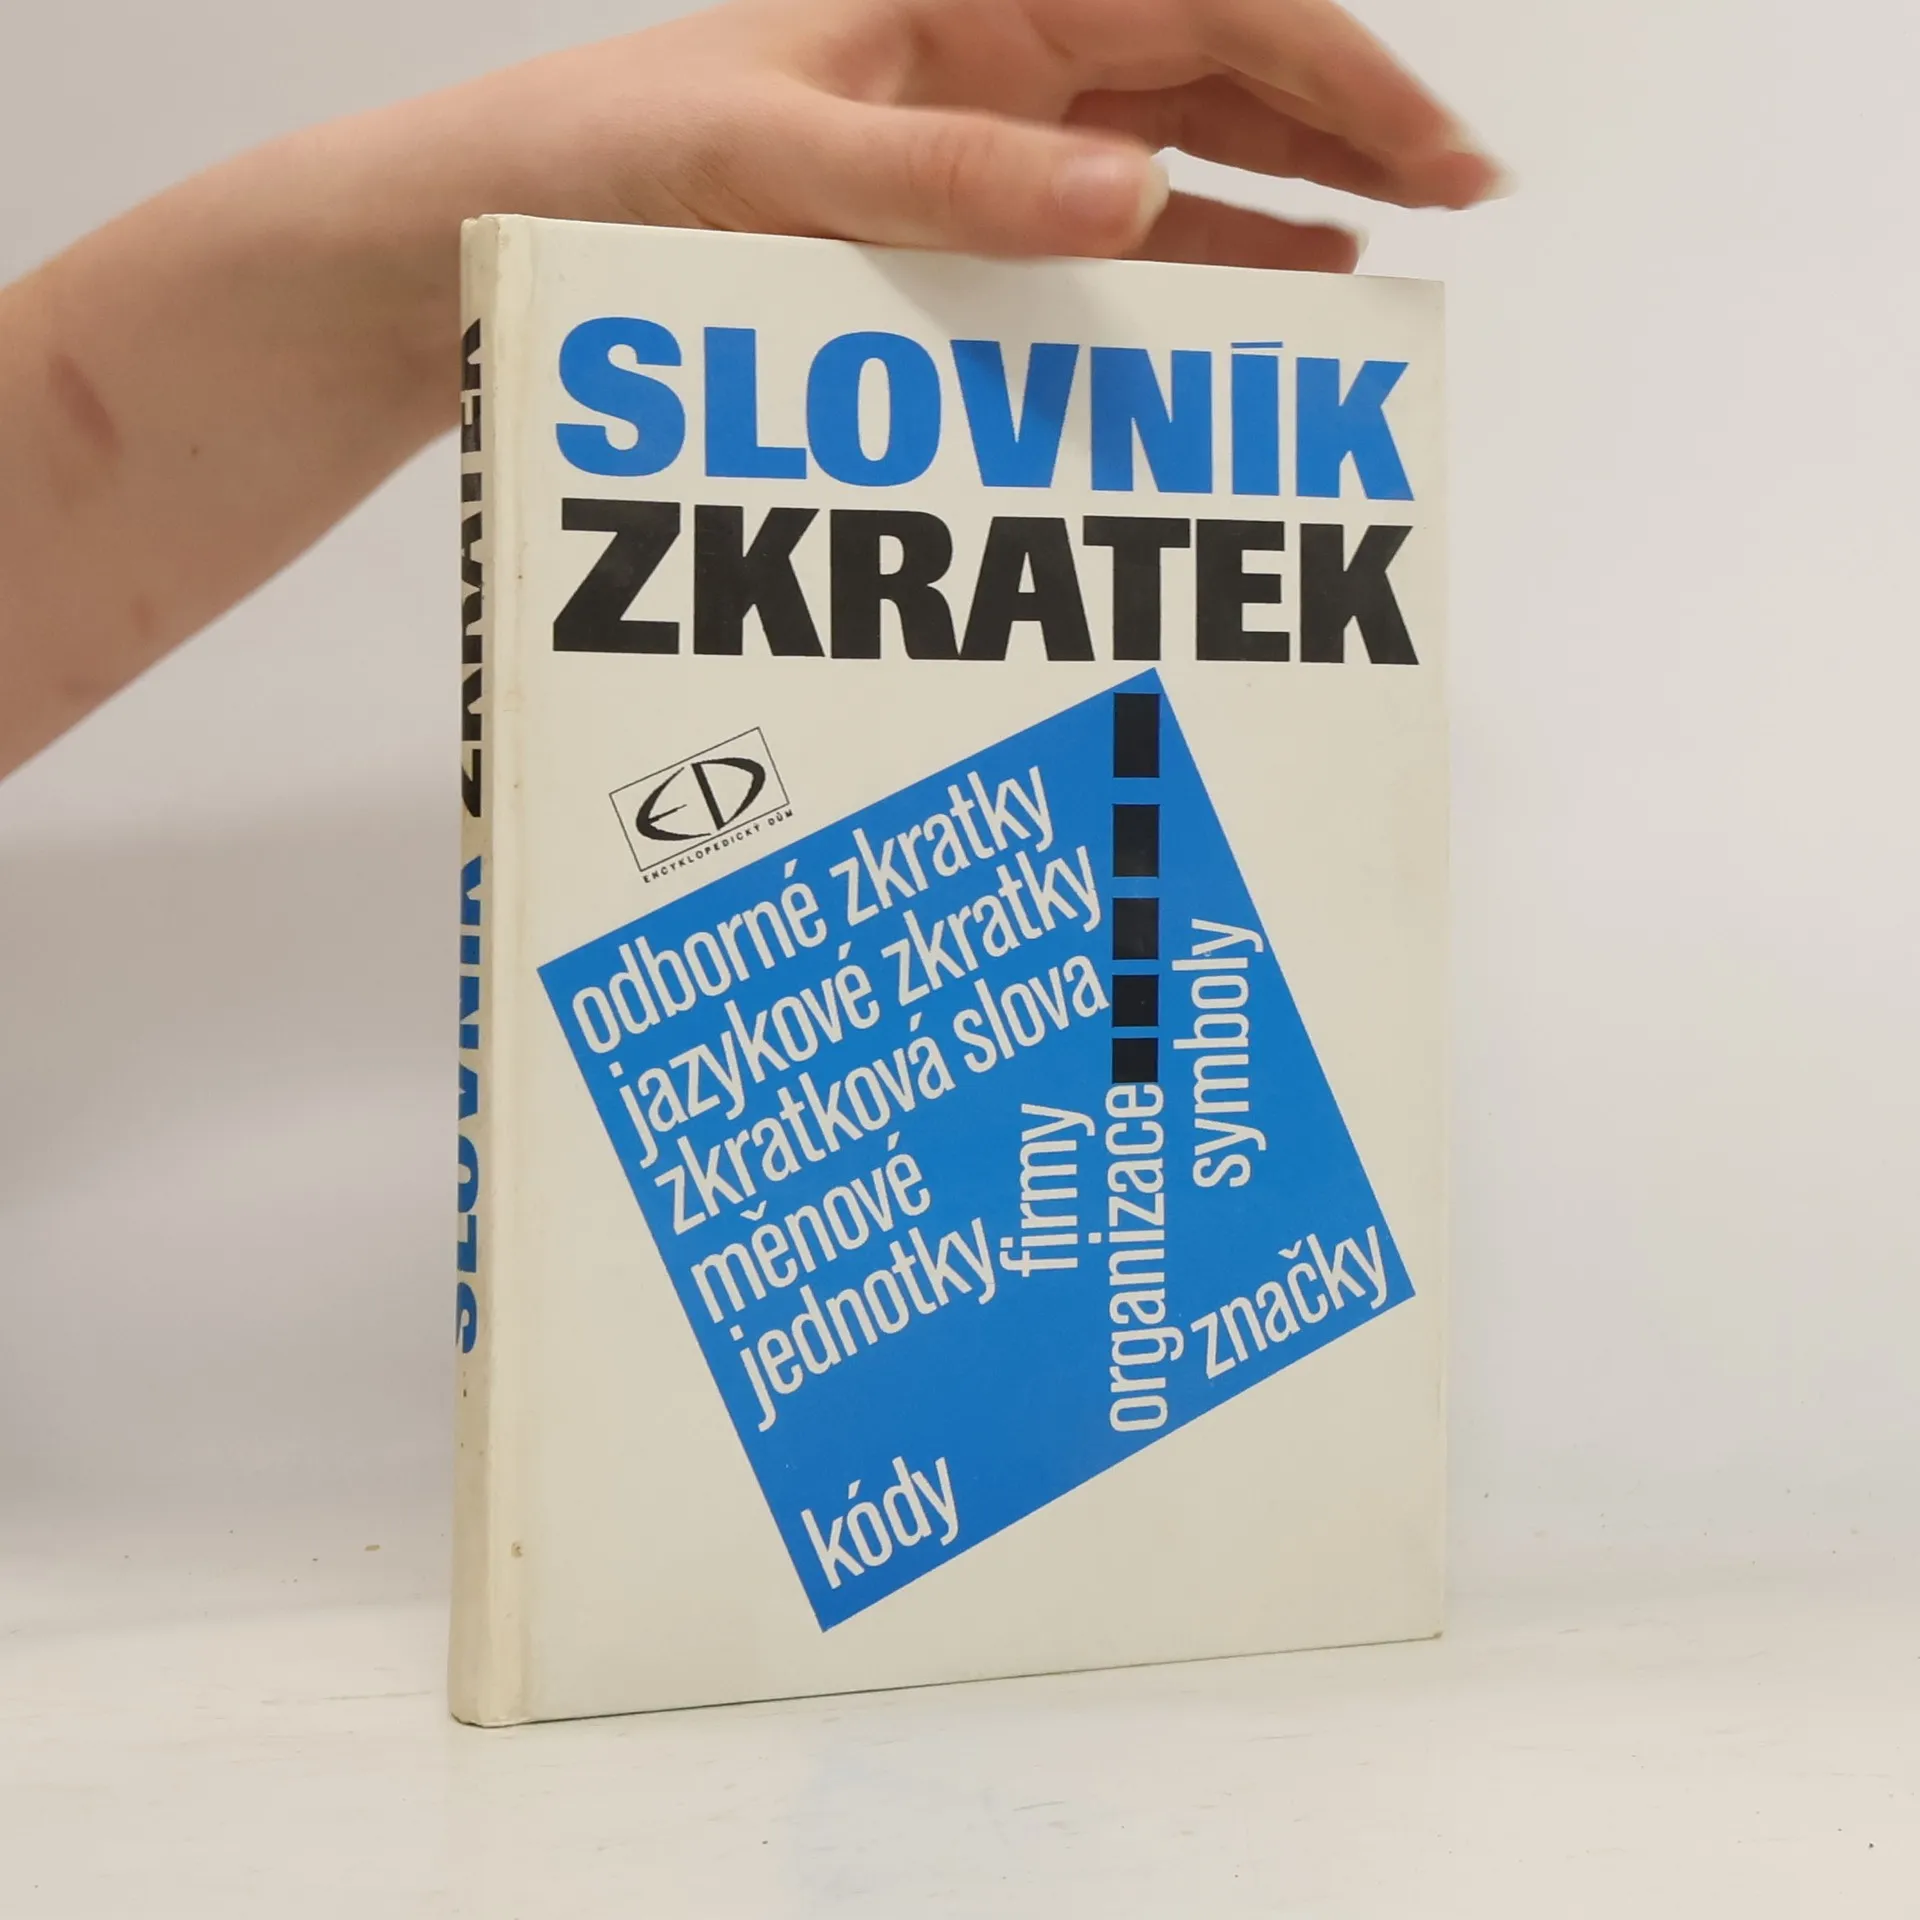 SLOVNÍK
ZKRATEK
ED
ENCYKLOPEDICKÝ DŮM
odborné zkratky
jazykové zkratky
zkratková slova
měnové
jednotky
firmy
organizace
symboly
značky
kódy
SLOVNÍK ZKRATEK